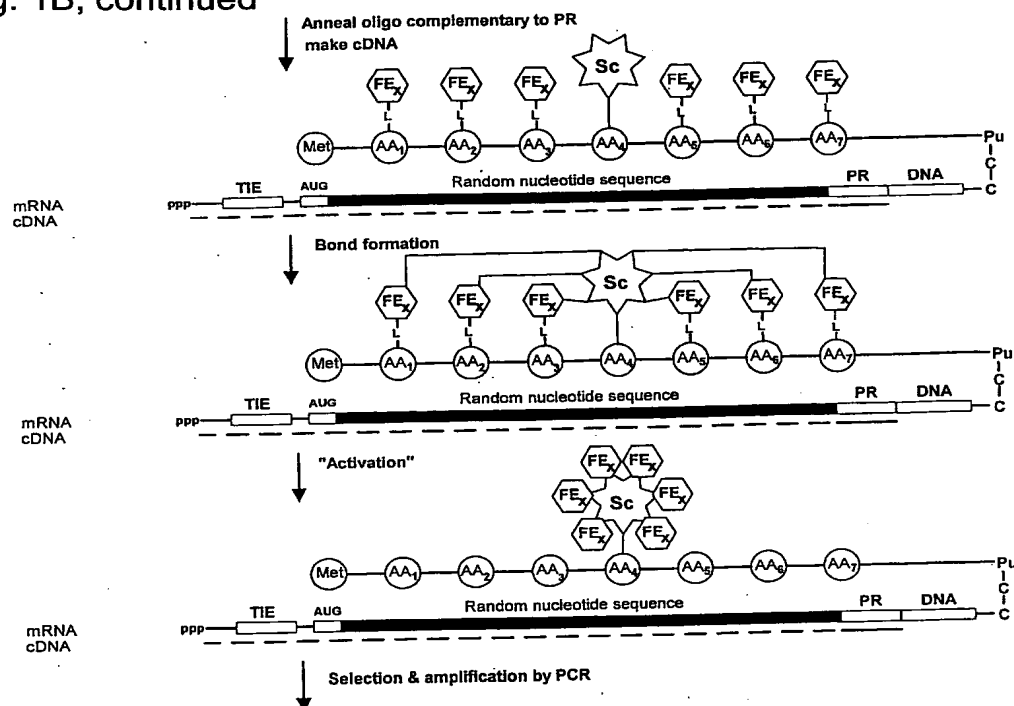 g. 1B, continued
Anneal oligo complementary to PR
make cDNA
Sc
FEx FEx FEx FEx FEx FEx
L L L L L L
Met AA1 AA2 AA3 AA4 AA5 AA6 AA7 Pu
C
C
TIE AUG Random nucleotide sequence PR DNA
mRNA ppp
cDNA
Bond formation
Sc
FEx FEx FEx FEx FEx FEx
L L L L L L
Met AA1 AA2 AA3 AA4 AA5 AA6 AA7 Pu
C
C
TIE AUG Random nucleotide sequence PR DNA
mRNA ppp
cDNA
"Activation"
FEx FEx
FEx Sc FEx
FEx FEx
Met AA1 AA2 AA3 AA4 AA5 AA6 AA7 Pu
C
C
TIE AUG Random nucleotide sequence PR DNA
mRNA ppp
cDNA
Selection & amplification by PCR